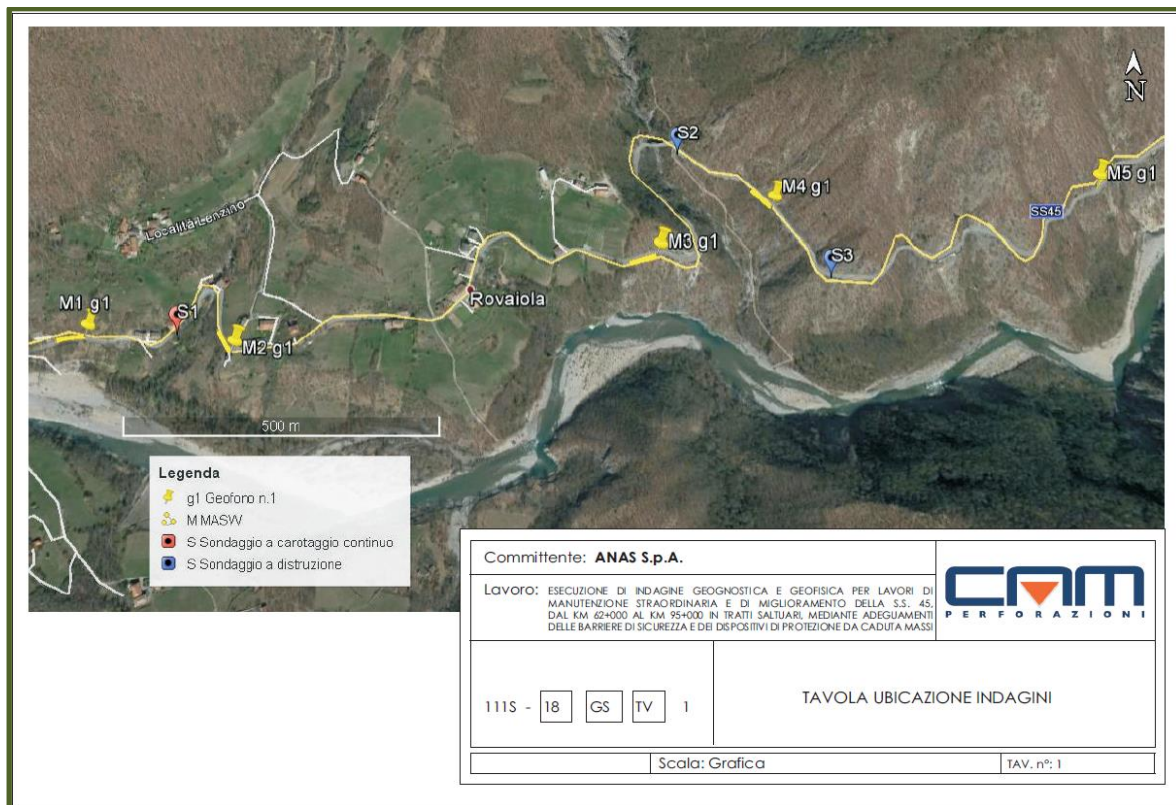 N
S2
M4 g1
M5 g1
SS45
Località Lenzino
M3 g1
S3
Rovaiola
M1 g1
S1
M2 g1
500 m
Legenda
g1 Geofono n.1
M MASW
S Sondaggio a carotaggio continuo
S Sondaggio a distruzione
Committente: ANAS S.p.A.
Lavoro: ESECUZIONE DI INDAGINE GEOGNOSTICA E GEOFISICA PER LAVORI DI
MANUTENZIONE STRAORDINARIA E DI MIGLIORAMENTO DELLA S.S. 45,
DAL KM 62+000 AL KM 95+000 IN TRATTI SALTUARI, MEDIANTE ADEGUAMENTI
DELLE BARRIERE DI SICUREZZA E DEI DISPOSITIVI DI PROTEZIONE DA CADUTA MASSI
CMM
PERFORAZIONI
111S - 18 GS TV 1
TAVOLA UBICAZIONE INDAGINI
Scala: Grafica
TAV. n°: 1